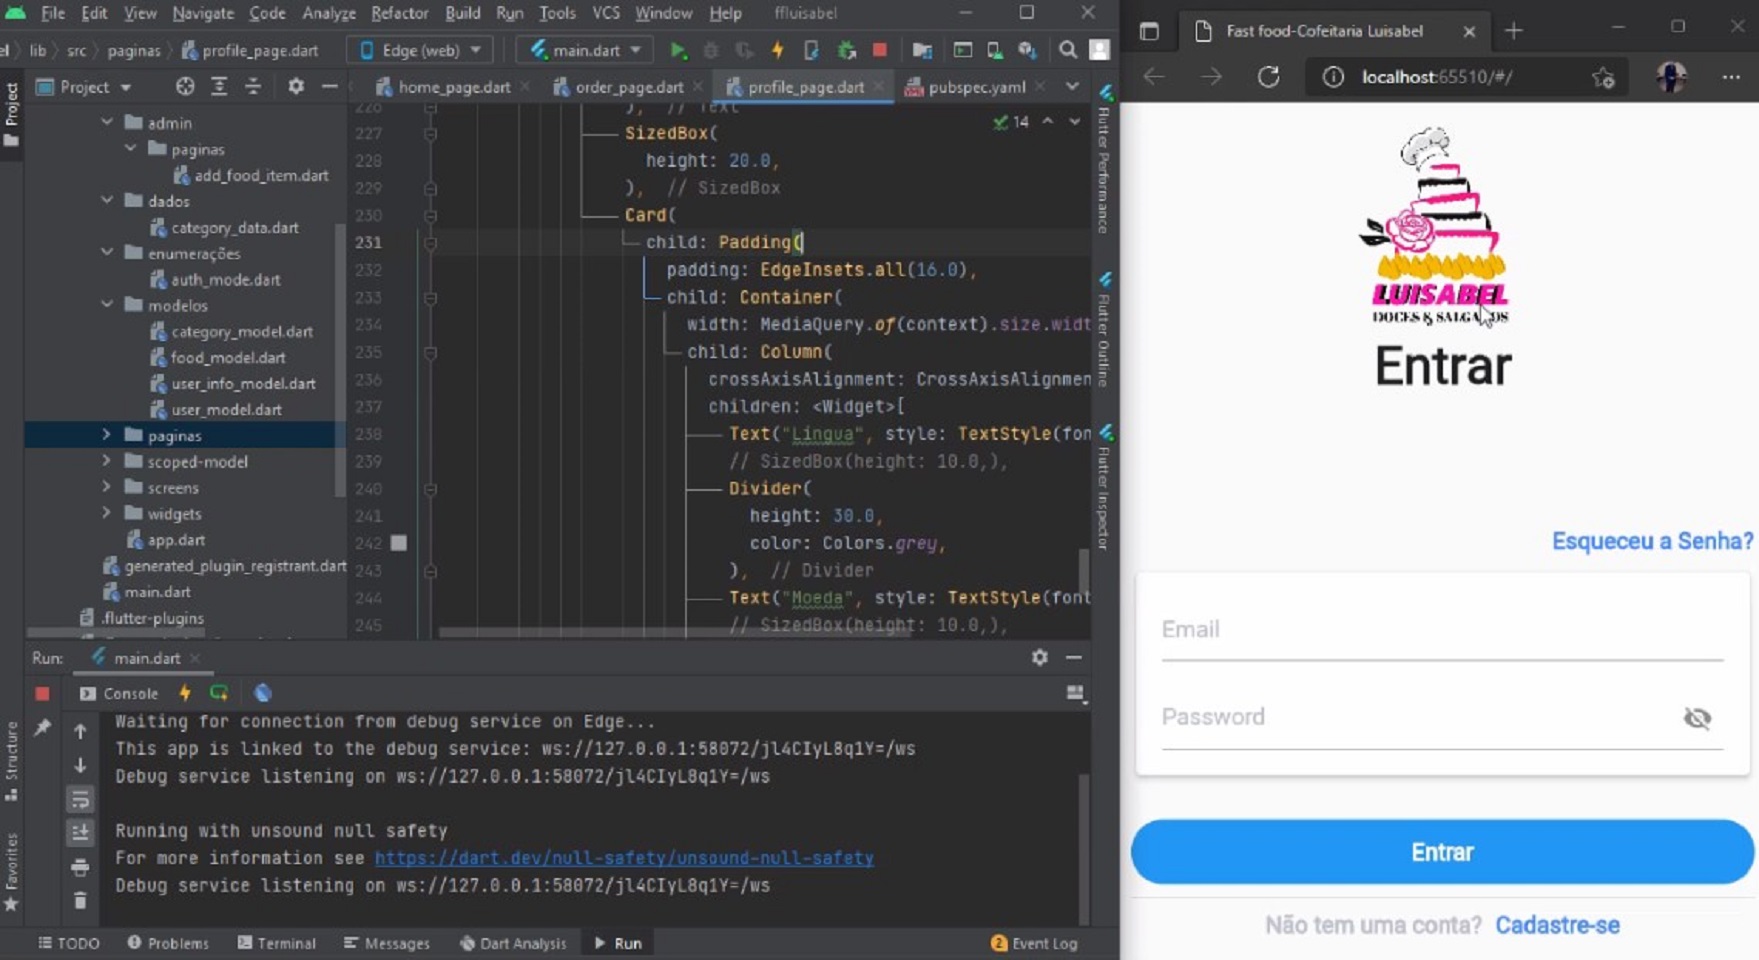 File Edit View Navigate Code Analyze Refactor Build Run Tools VCS Window Help ffluisabel
lib src paginas profile_page.dart Edge (web) main.dart
Project
home_page.dart order_page.dart profile_page.dart pubspec.yaml
Project
admin
paginas
add_food_item.dart
dados
category_data.dart
enumerações
auth_mode.dart
modelos
category_model.dart
food_model.dart
user_info_model.dart
user_model.dart
paginas
scoped-model
screens
widgets
app.dart
generated_plugin_registrant.dart
main.dart
.flutter-plugins
14
226 ), // Text
227 SizedBox(
228 height: 20.0,
229 ), // SizedBox
230 Card(
231 child: Padding(
232 padding: EdgeInsets.all(16.0),
233 child: Container(
234 width: MediaQuery.of(context).size.widt
235 child: Column(
236 crossAxisAlignment: CrossAxisAlignmen
237 children: <Widget>[
238 Text("Lingua", style: TextStyle(fon
239 // SizedBox(height: 10.0,),
240 Divider(
241 height: 30.0,
242 color: Colors.grey,
243 ), // Divider
244 Text("Moeda", style: TextStyle(font
245 // SizedBox(height: 10.0,),
Flutter Performance
Flutter Outline
Flutter Inspector
Run: main.dart
Console
Waiting for connection from debug service on Edge...
This app is linked to the debug service: ws://127.0.0.1:58072/jl4CIyL8q1Y=/ws
Debug service listening on ws://127.0.0.1:58072/jl4CIyL8q1Y=/ws
Running with unsound null safety
For more information see https://dart.dev/null-safety/unsound-null-safety
Debug service listening on ws://127.0.0.1:58072/jl4CIyL8q1Y=/ws
Structure
Favorites
TODO Problems Terminal Messages Dart Analysis Run 2 Event Log
Fast food-Cofeitaria Luisabel
localhost:65510/#/
LUISABEL
DOCES & SALGADOS
Entrar
Esqueceu a Senha?
Email
Password
Entrar
Não tem uma conta? Cadastre-se